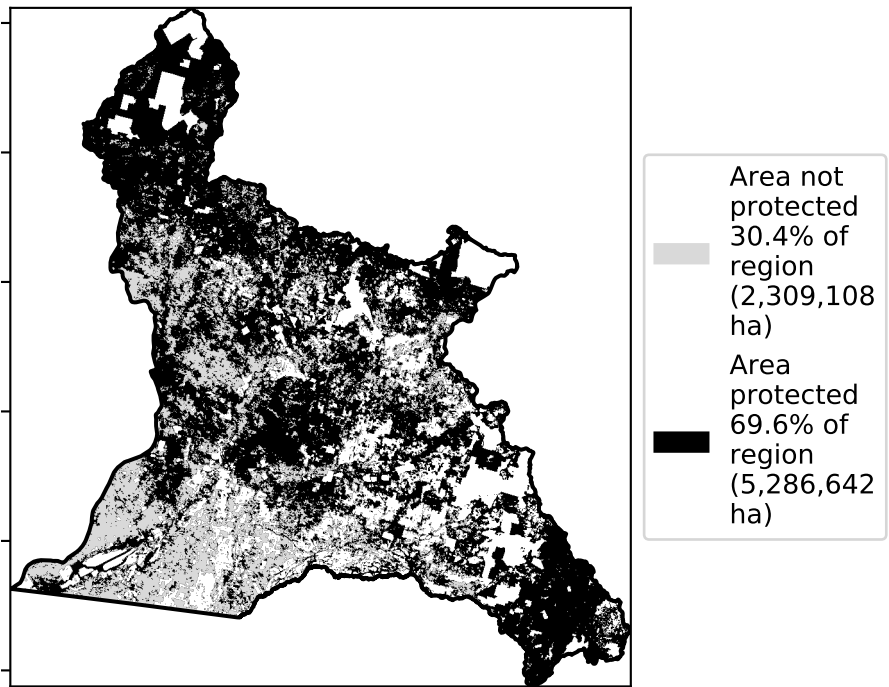 Area not
protected
30.4% of
region
(2,309,108
ha)
Area
protected
69.6% of
region
(5,286,642
ha)